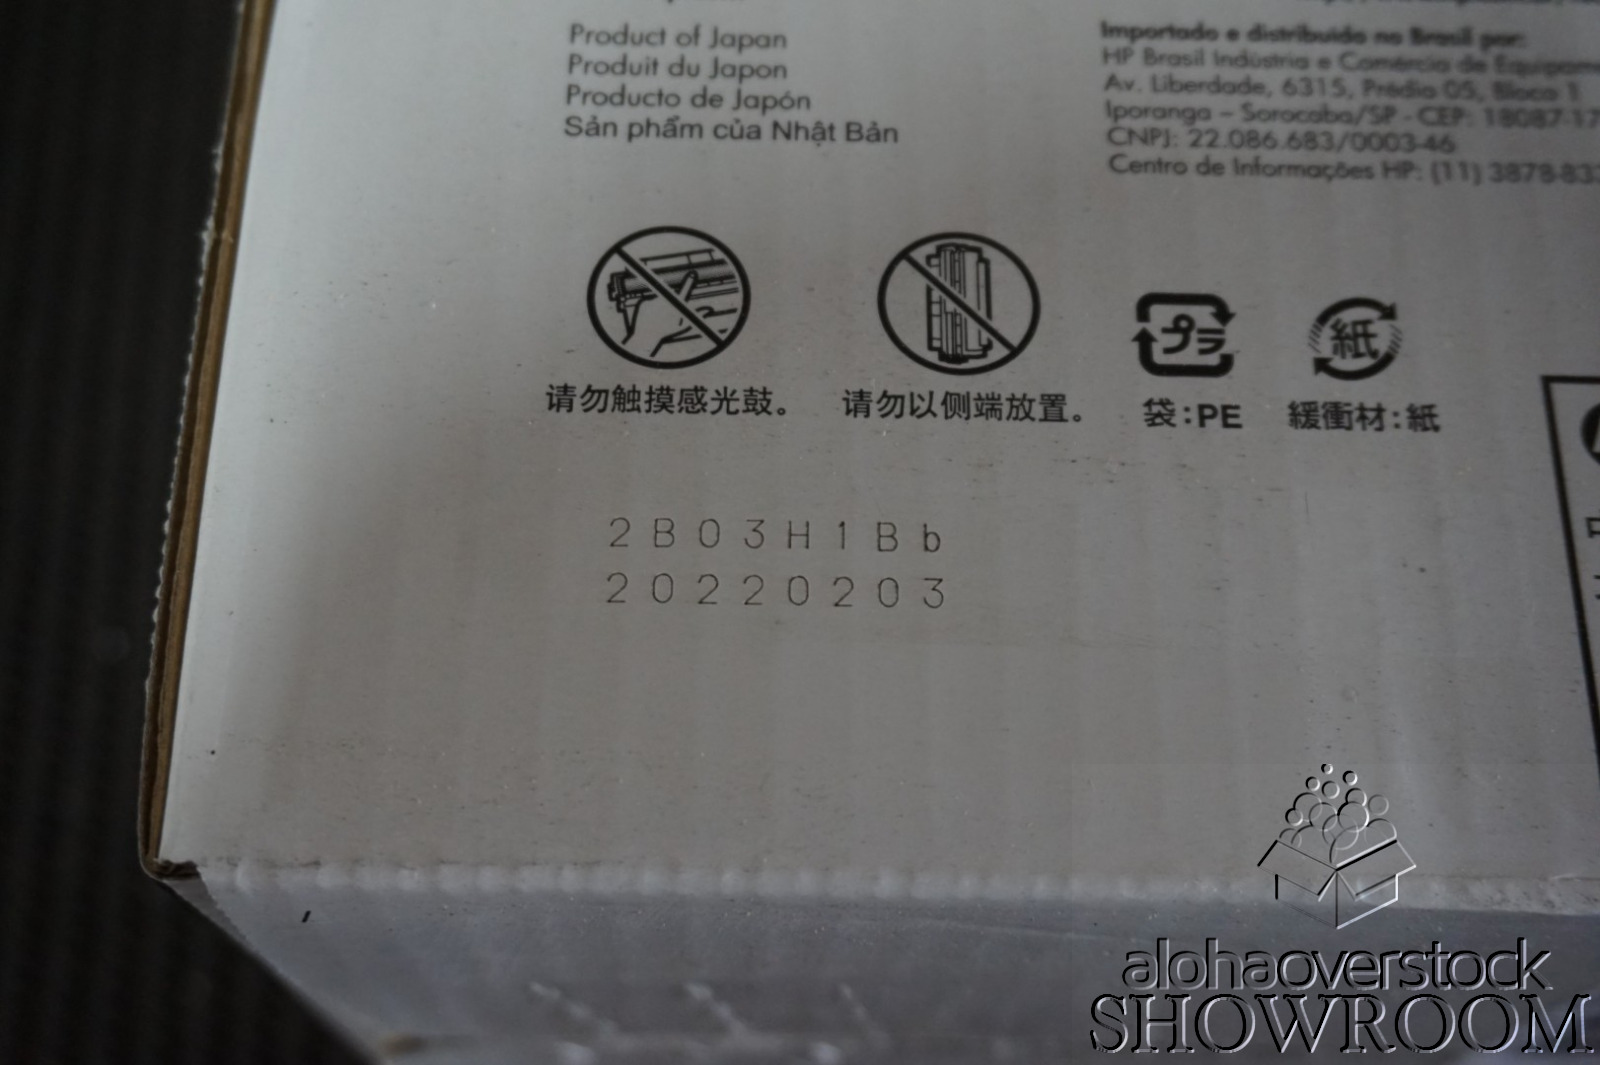 Product of Japan
Produit du Japon
Producto de Japón
Sản phẩm của Nhật Bản
Importado e distribuído no Brasil por:
HP Brasil Indústria e Comércio de
Av. Liberdade, 6315, Prédio 05, Bloco 1
Iporanga – Sorocaba/SP - CEP:
CNPJ: 22.086.683/0003-46
Centro de Informações HP: (11)
プラ
紙
请勿触摸感光鼓。
请勿以侧端放置。
袋:PE
緩衝材:紙
2B03H1Bb
20220203
alohaoverstock
SHOWROOM